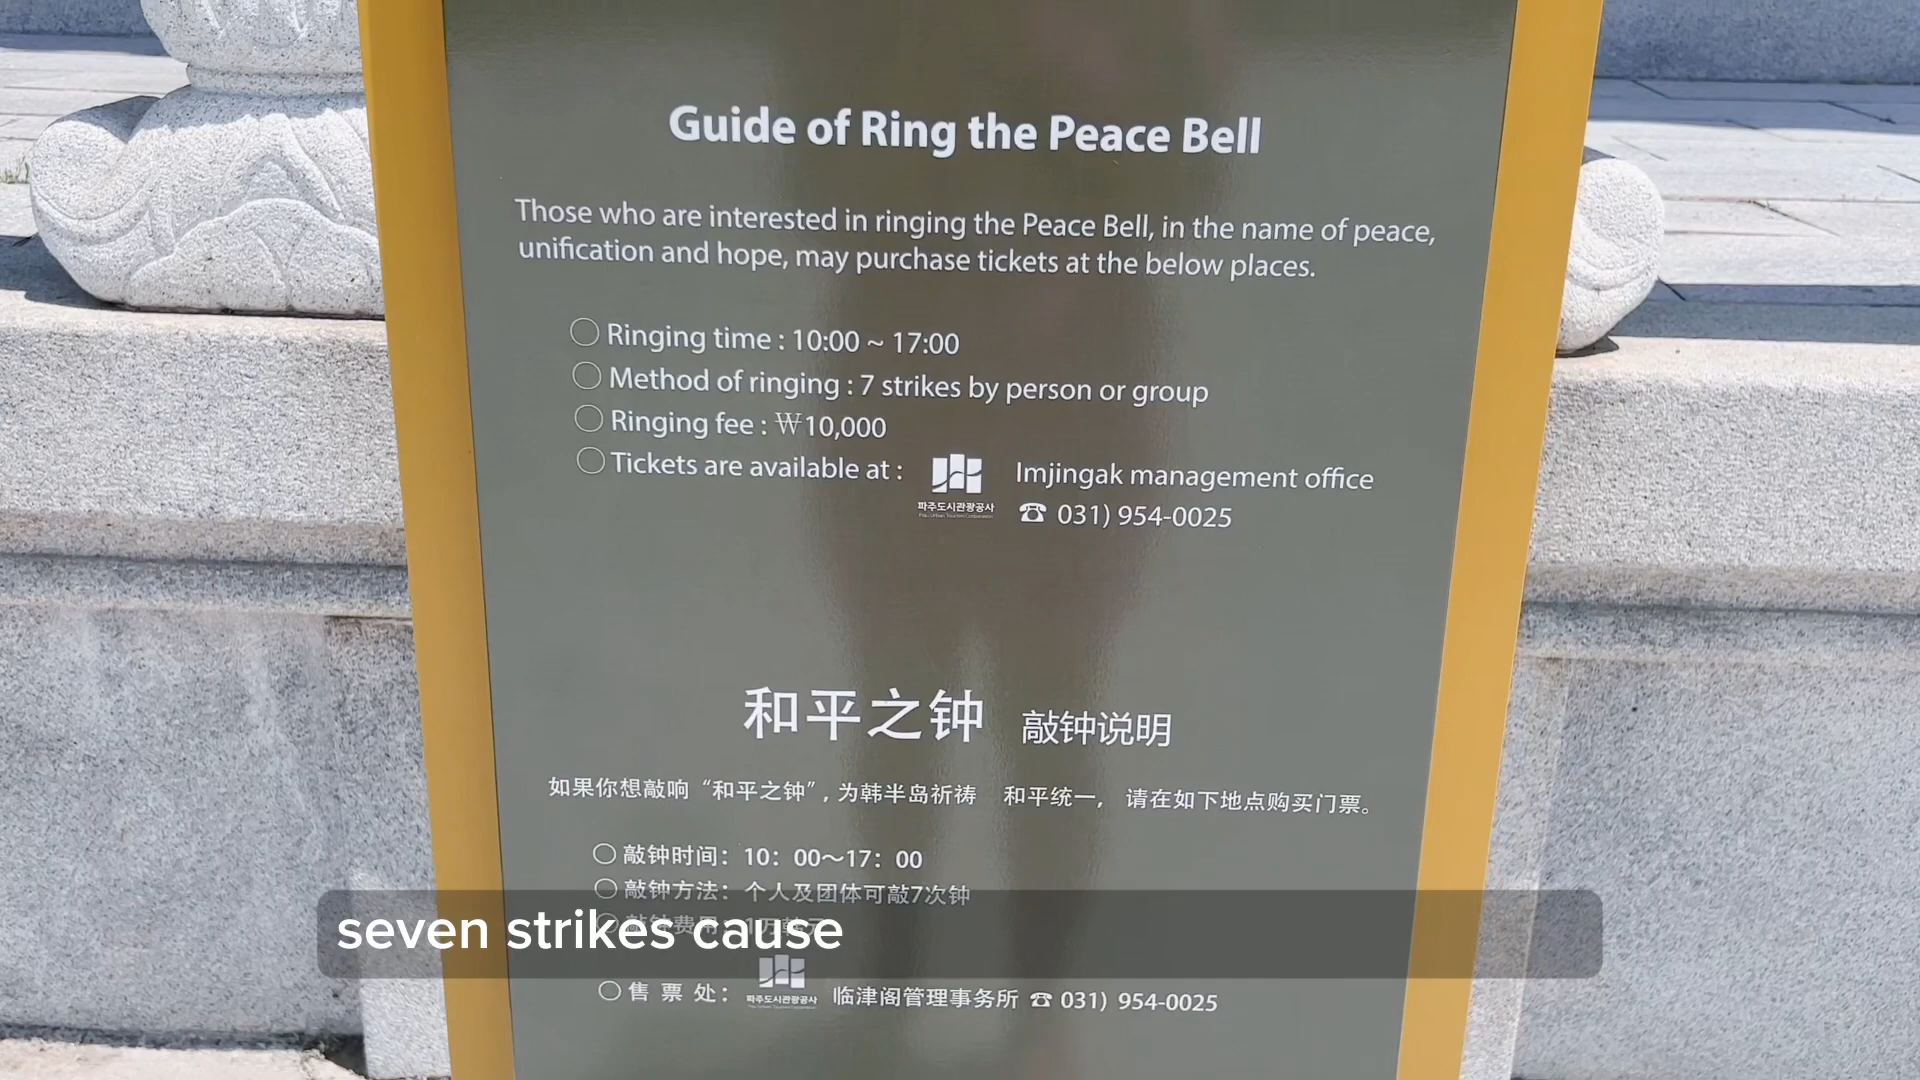 Guide of Ring the Peace Bell
Those who are interested in ringing the Peace Bell, in the name of peace,
unification and hope, may purchase tickets at the below places.
○ Ringing time : 10:00 ~ 17:00
○ Method of ringing : 7 strikes by person or group
○ Ringing fee : ₩10,000
○ Tickets are available at : 파주도시관광공사 Imjingak management office
☎ 031) 954-0025
和平之钟 敲钟说明
如果你想敲响“和平之钟”, 为韩半岛祈祷 和平统一, 请在如下地点购买门票。
○ 敲钟时间: 10: 00～17: 00
○ 敲钟方法: 个人及团体可敲7次钟
○ 敲钟费用: 1万韩元
seven strikes cause
○ 售 票 处: 파주도시관광공사 临津阁管理事务所 ☎ 031) 954-0025